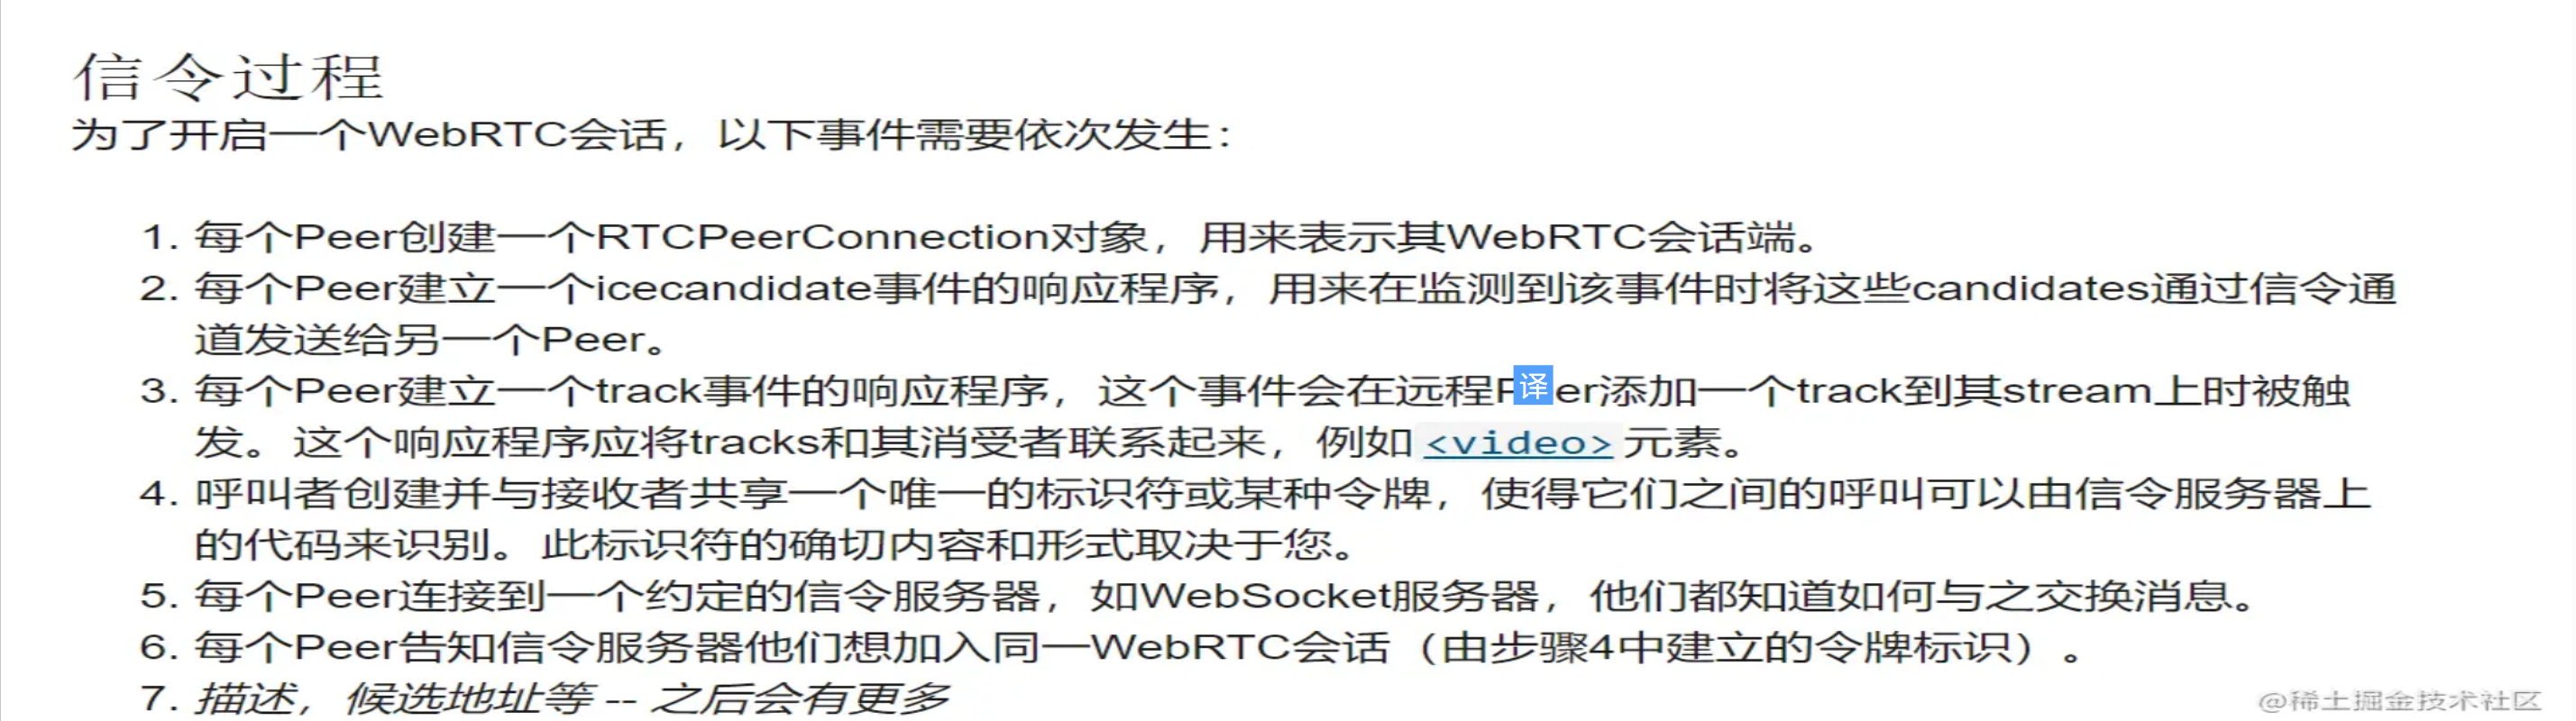 信令过程
为了开启一个WebRTC会话，以下事件需要依次发生：
1. 每个Peer创建一个RTCPeerConnection对象，用来表示其WebRTC会话端。
2. 每个Peer建立一个icecandidate事件的响应程序，用来在监测到该事件时将这些candidates通过信令通
道发送给另一个Peer。
3. 每个Peer建立一个track事件的响应程序，这个事件会在远程P译er添加一个track到其stream上时被触
发。这个响应程序应将tracks和其消受者联系起来，例如<video>元素。
4. 呼叫者创建并与接收者共享一个唯一的标识符或某种令牌，使得它们之间的呼叫可以由信令服务器上
的代码来识别。此标识符的确切内容和形式取决于您。
5. 每个Peer连接到一个约定的信令服务器，如WebSocket服务器，他们都知道如何与之交换消息。
6. 每个Peer告知信令服务器他们想加入同一WebRTC会话（由步骤4中建立的令牌标识）。
7. 描述，候选地址等 -- 之后会有更多
@稀土掘金技术社区